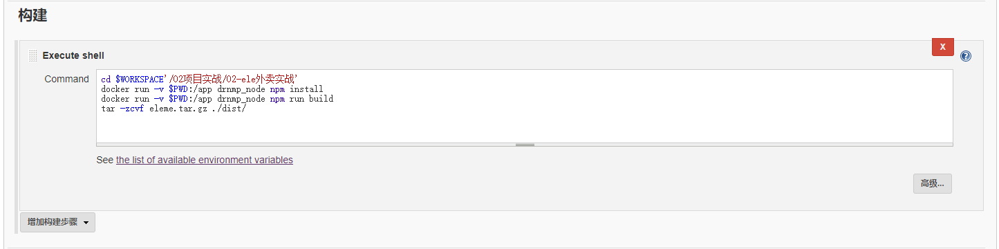 构建
Execute shell
X
Command
cd $WORKSPACE'/02项目实战/02-ele外卖实战'
docker run -v $PWD:/app drnmp_node npm install
docker run -v $PWD:/app drnmp_node npm run build
tar -zcvf eleme.tar.gz ./dist/
See the list of available environment variables
高级...
增加构建步骤